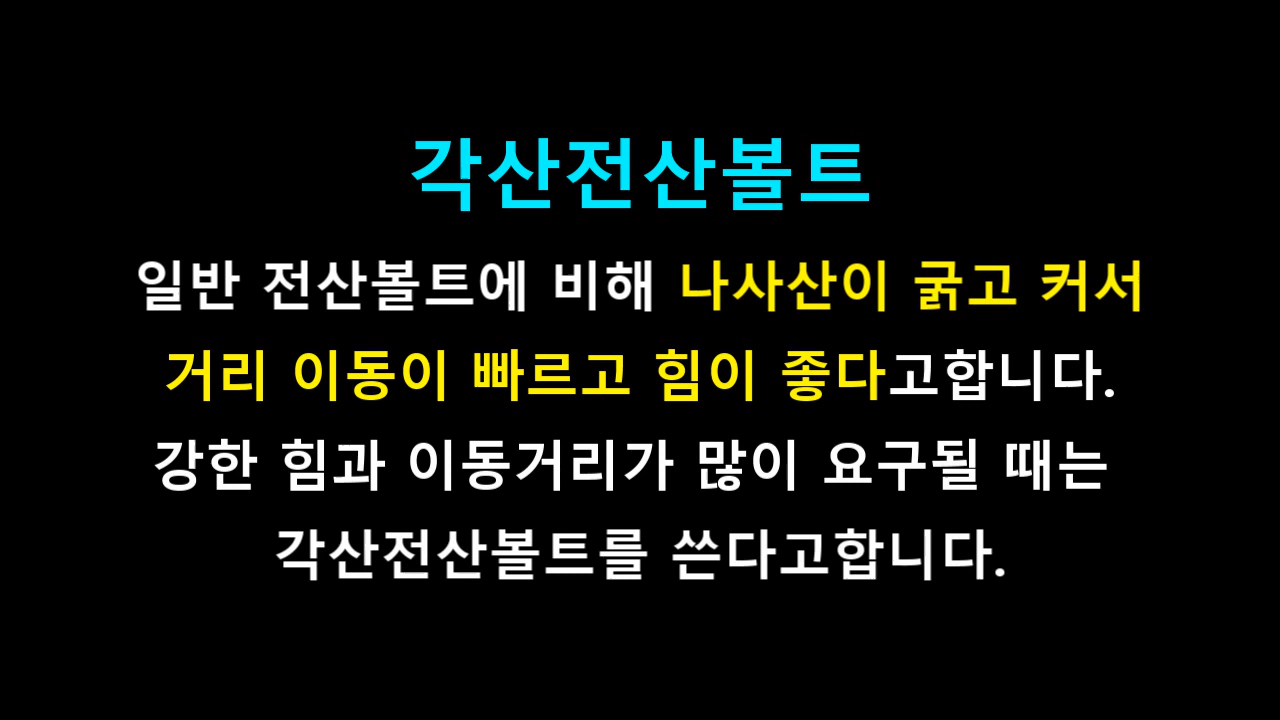 각산전산볼트
일반 전산볼트에 비해 나사산이 굵고 커서
거리 이동이 빠르고 힘이 좋다고합니다.
강한 힘과 이동거리가 많이 요구될 때는
각산전산볼트를 쓴다고합니다.